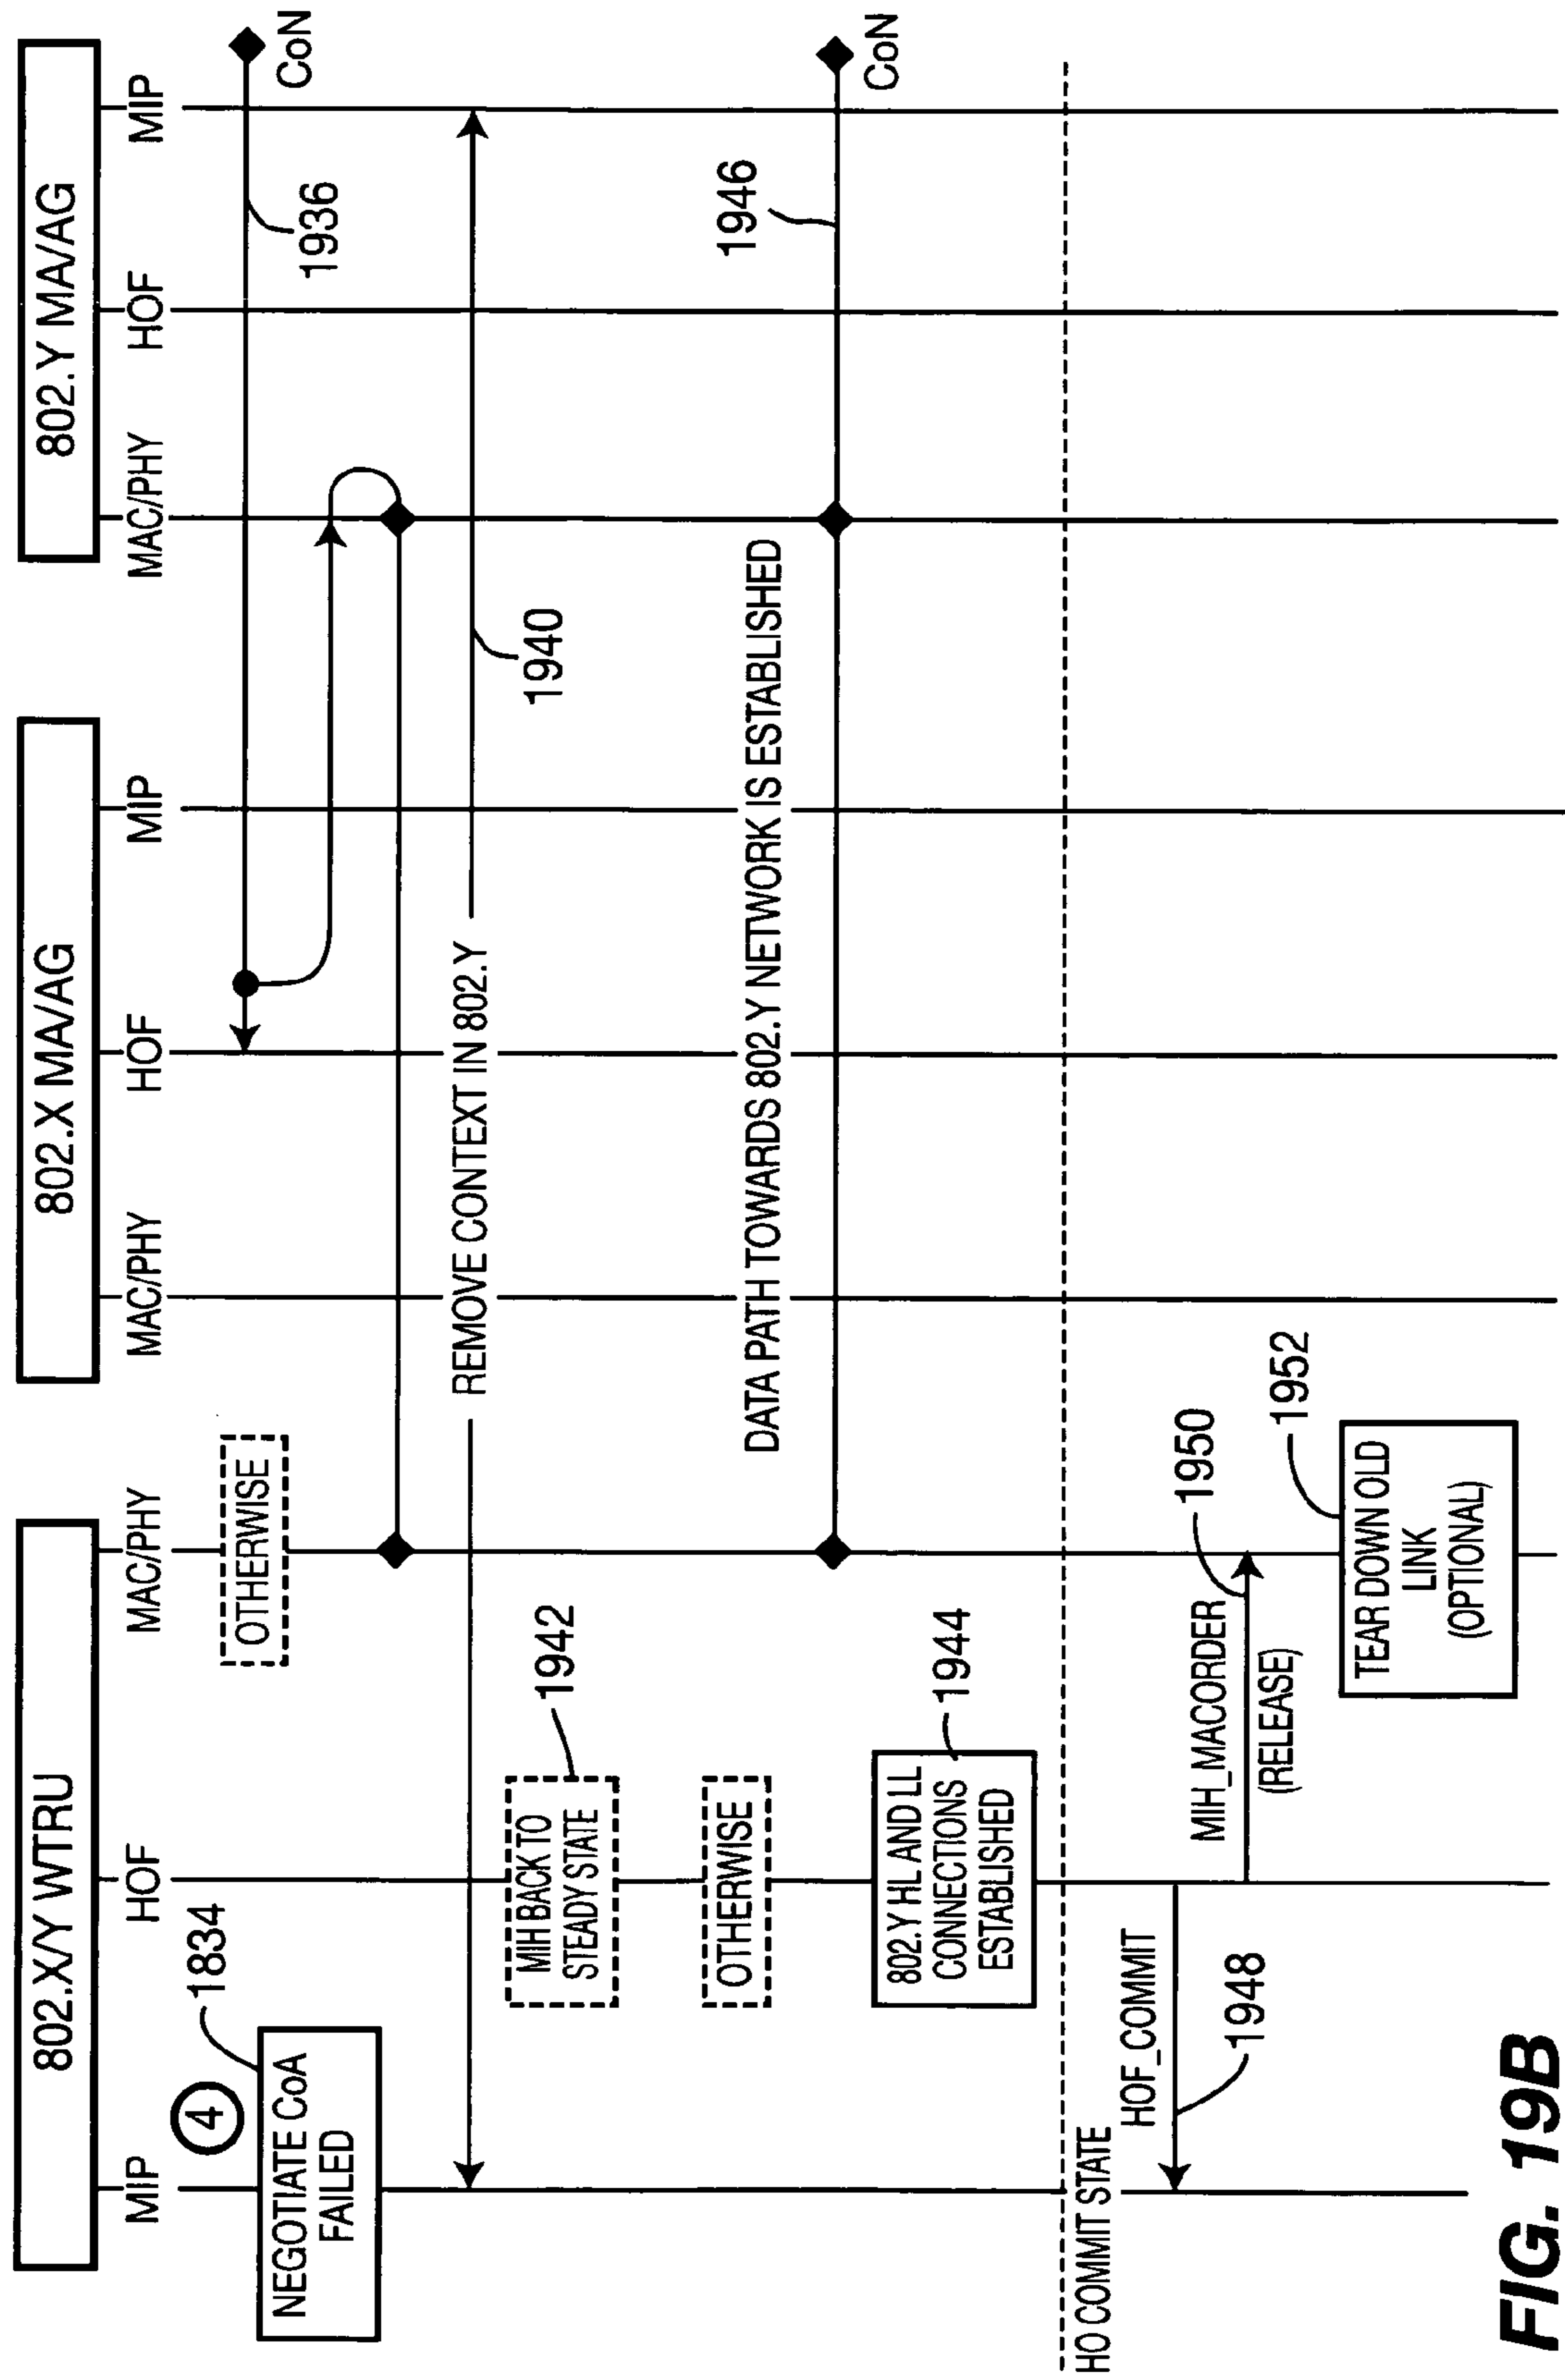 802.X/Y WTRU
802.X MA/AG
802.Y MA/AG
MIP
HOF
MAC/PHY
MAC/PHY
HOF
MIP
MAC/PHY
HOF
MIP
4
1834
NEGOTIATE CoA
FAILED
OTHERWISE
1936
CoN
REMOVE CONTEXT IN 802.Y
1940
MIH BACK TO
STEADY STATE
1942
OTHERWISE
DATA PATH TOWARDS 802.Y NETWORK IS ESTABLISHED
1946
CoN
802.Y HL AND LL
CONNECTIONS
ESTABLISHED
1944
HO COMMIT STATE
HOF_COMMIT
1948
MIH_MACORDER
(RELEASE)
1950
1952
TEAR DOWN OLD
LINK
(OPTIONAL)
FIG. 19B